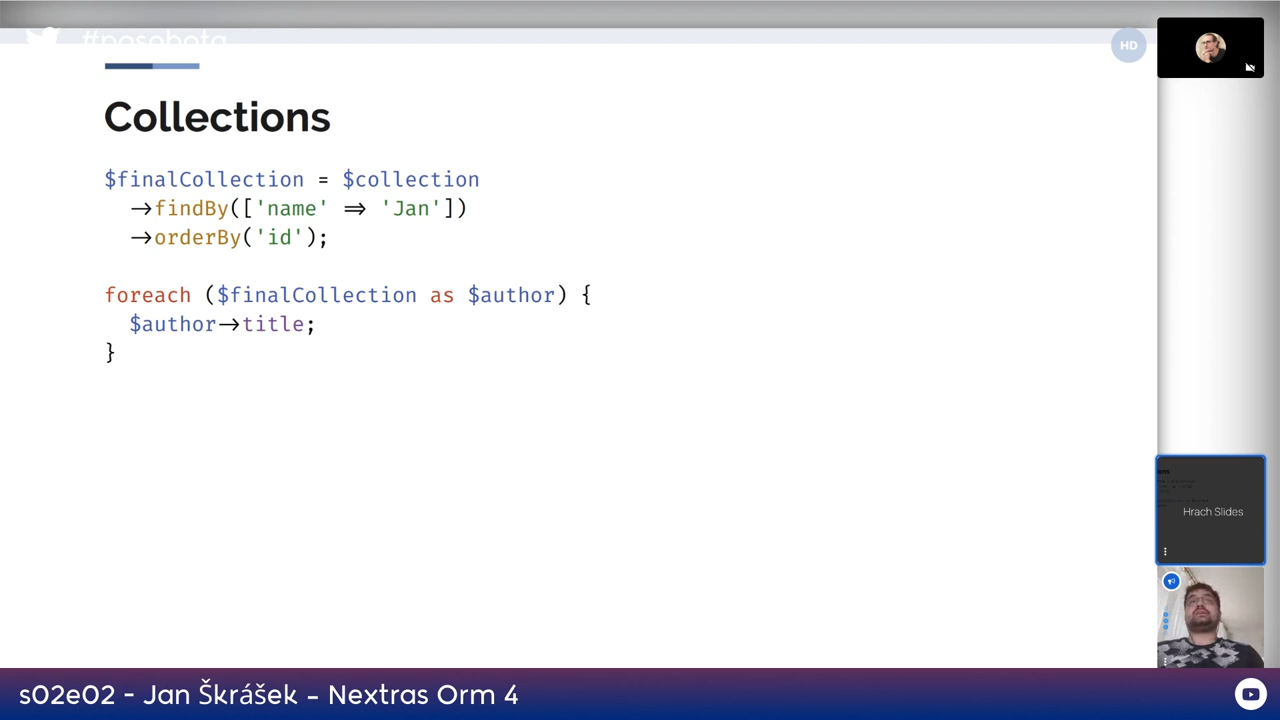 #posobota
HD
Collections
$finalCollection = $collection
->findBy(['name' => 'Jan'])
->orderBy('id');
foreach ($finalCollection as $author) {
$author->title;
}
Hrach Slides
s02e02 - Jan Škrášek - Nextras Orm 4